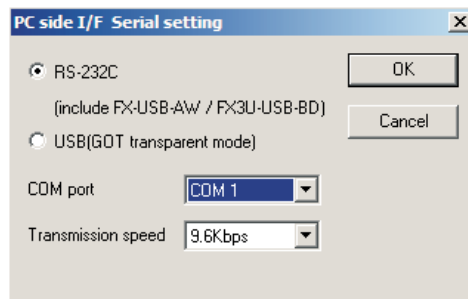 PC side I/F Serial setting
RS-232C
OK
(include FX-USB-AW / FX3U-USB-BD)
Cancel
USB(GOT transparent mode)
COM port
COM 1
Transmission speed
9.6Kbps